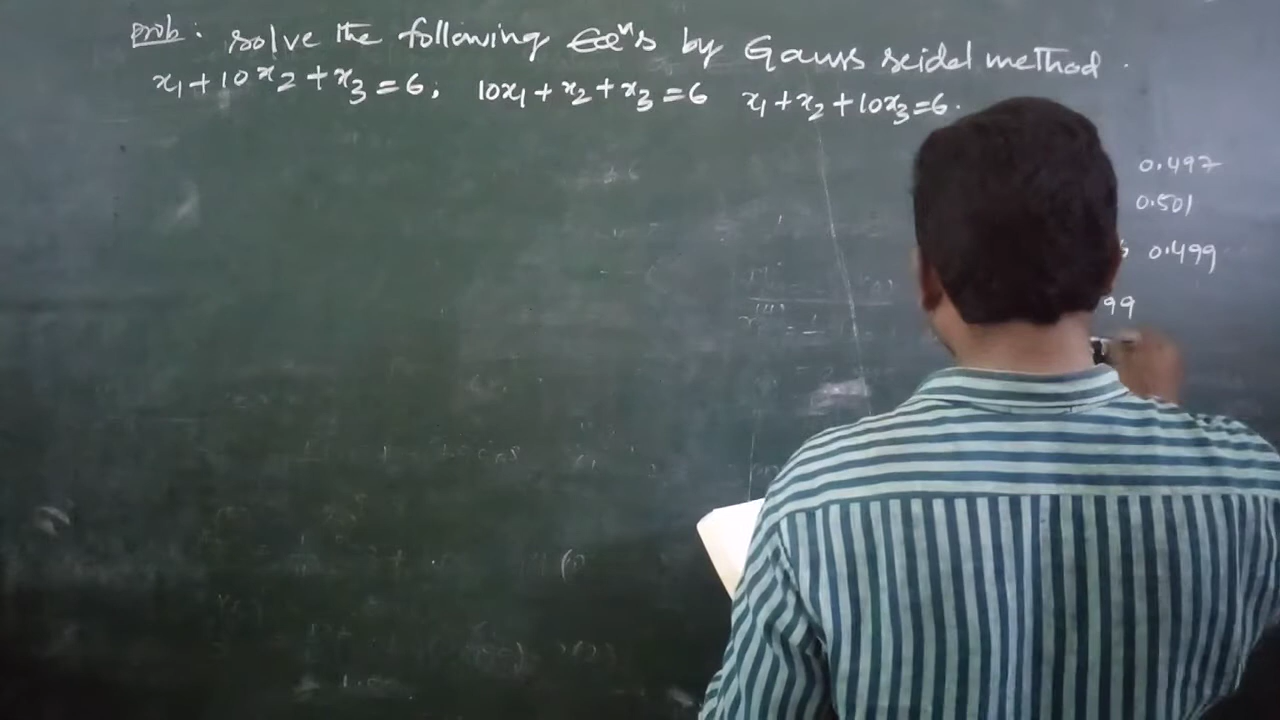 prob: solve the following Eqⁿs by Gauss seidel method.
x₁+10x₂+x₃=6; 10x₁+x₂+x₃=6 x₁+x₂+10x₃=6.
0.497
0.501
0.499
99